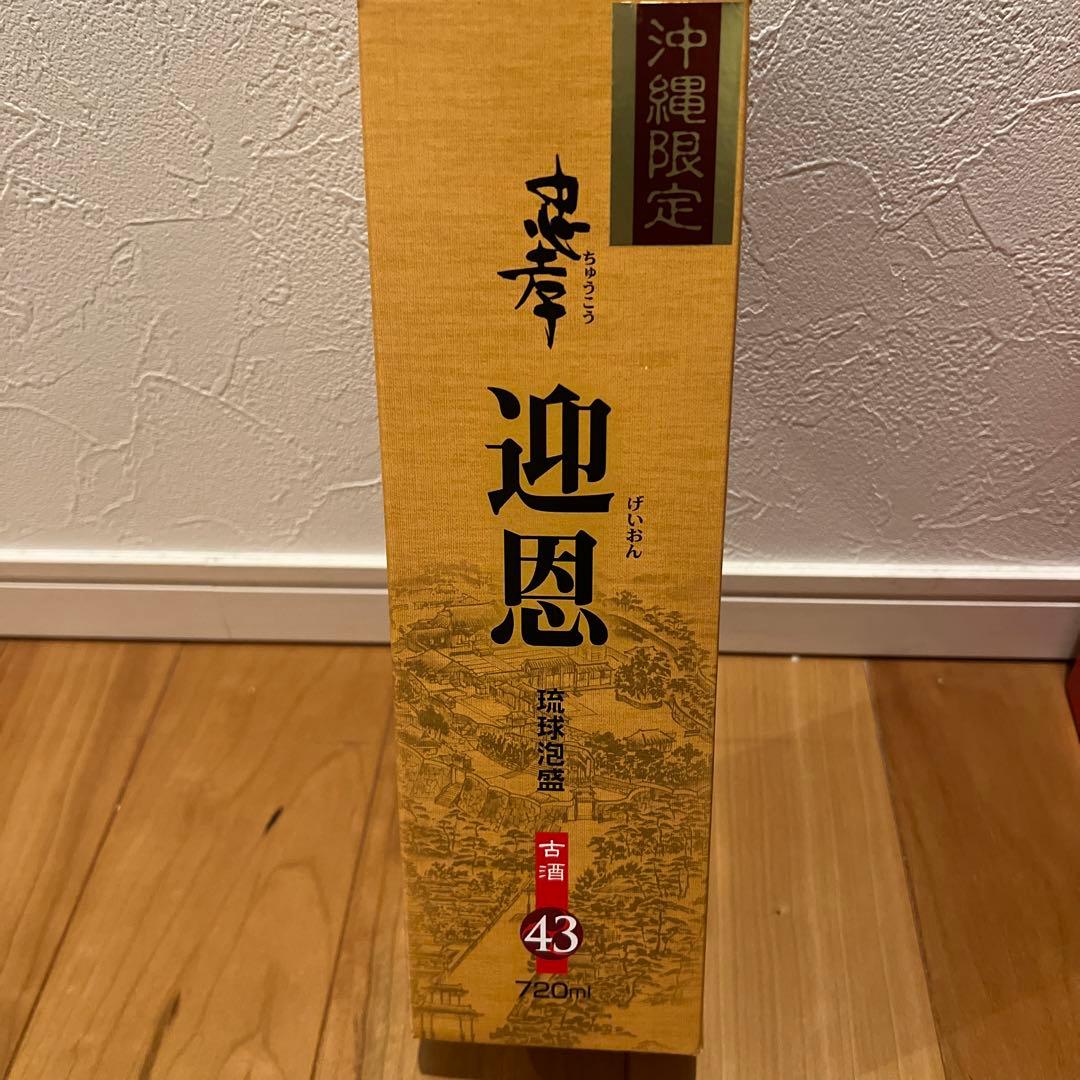 沖縄限定
忠孝
ちゅうこう
迎恩
げいおん
琉球泡盛
古酒
43
720ml